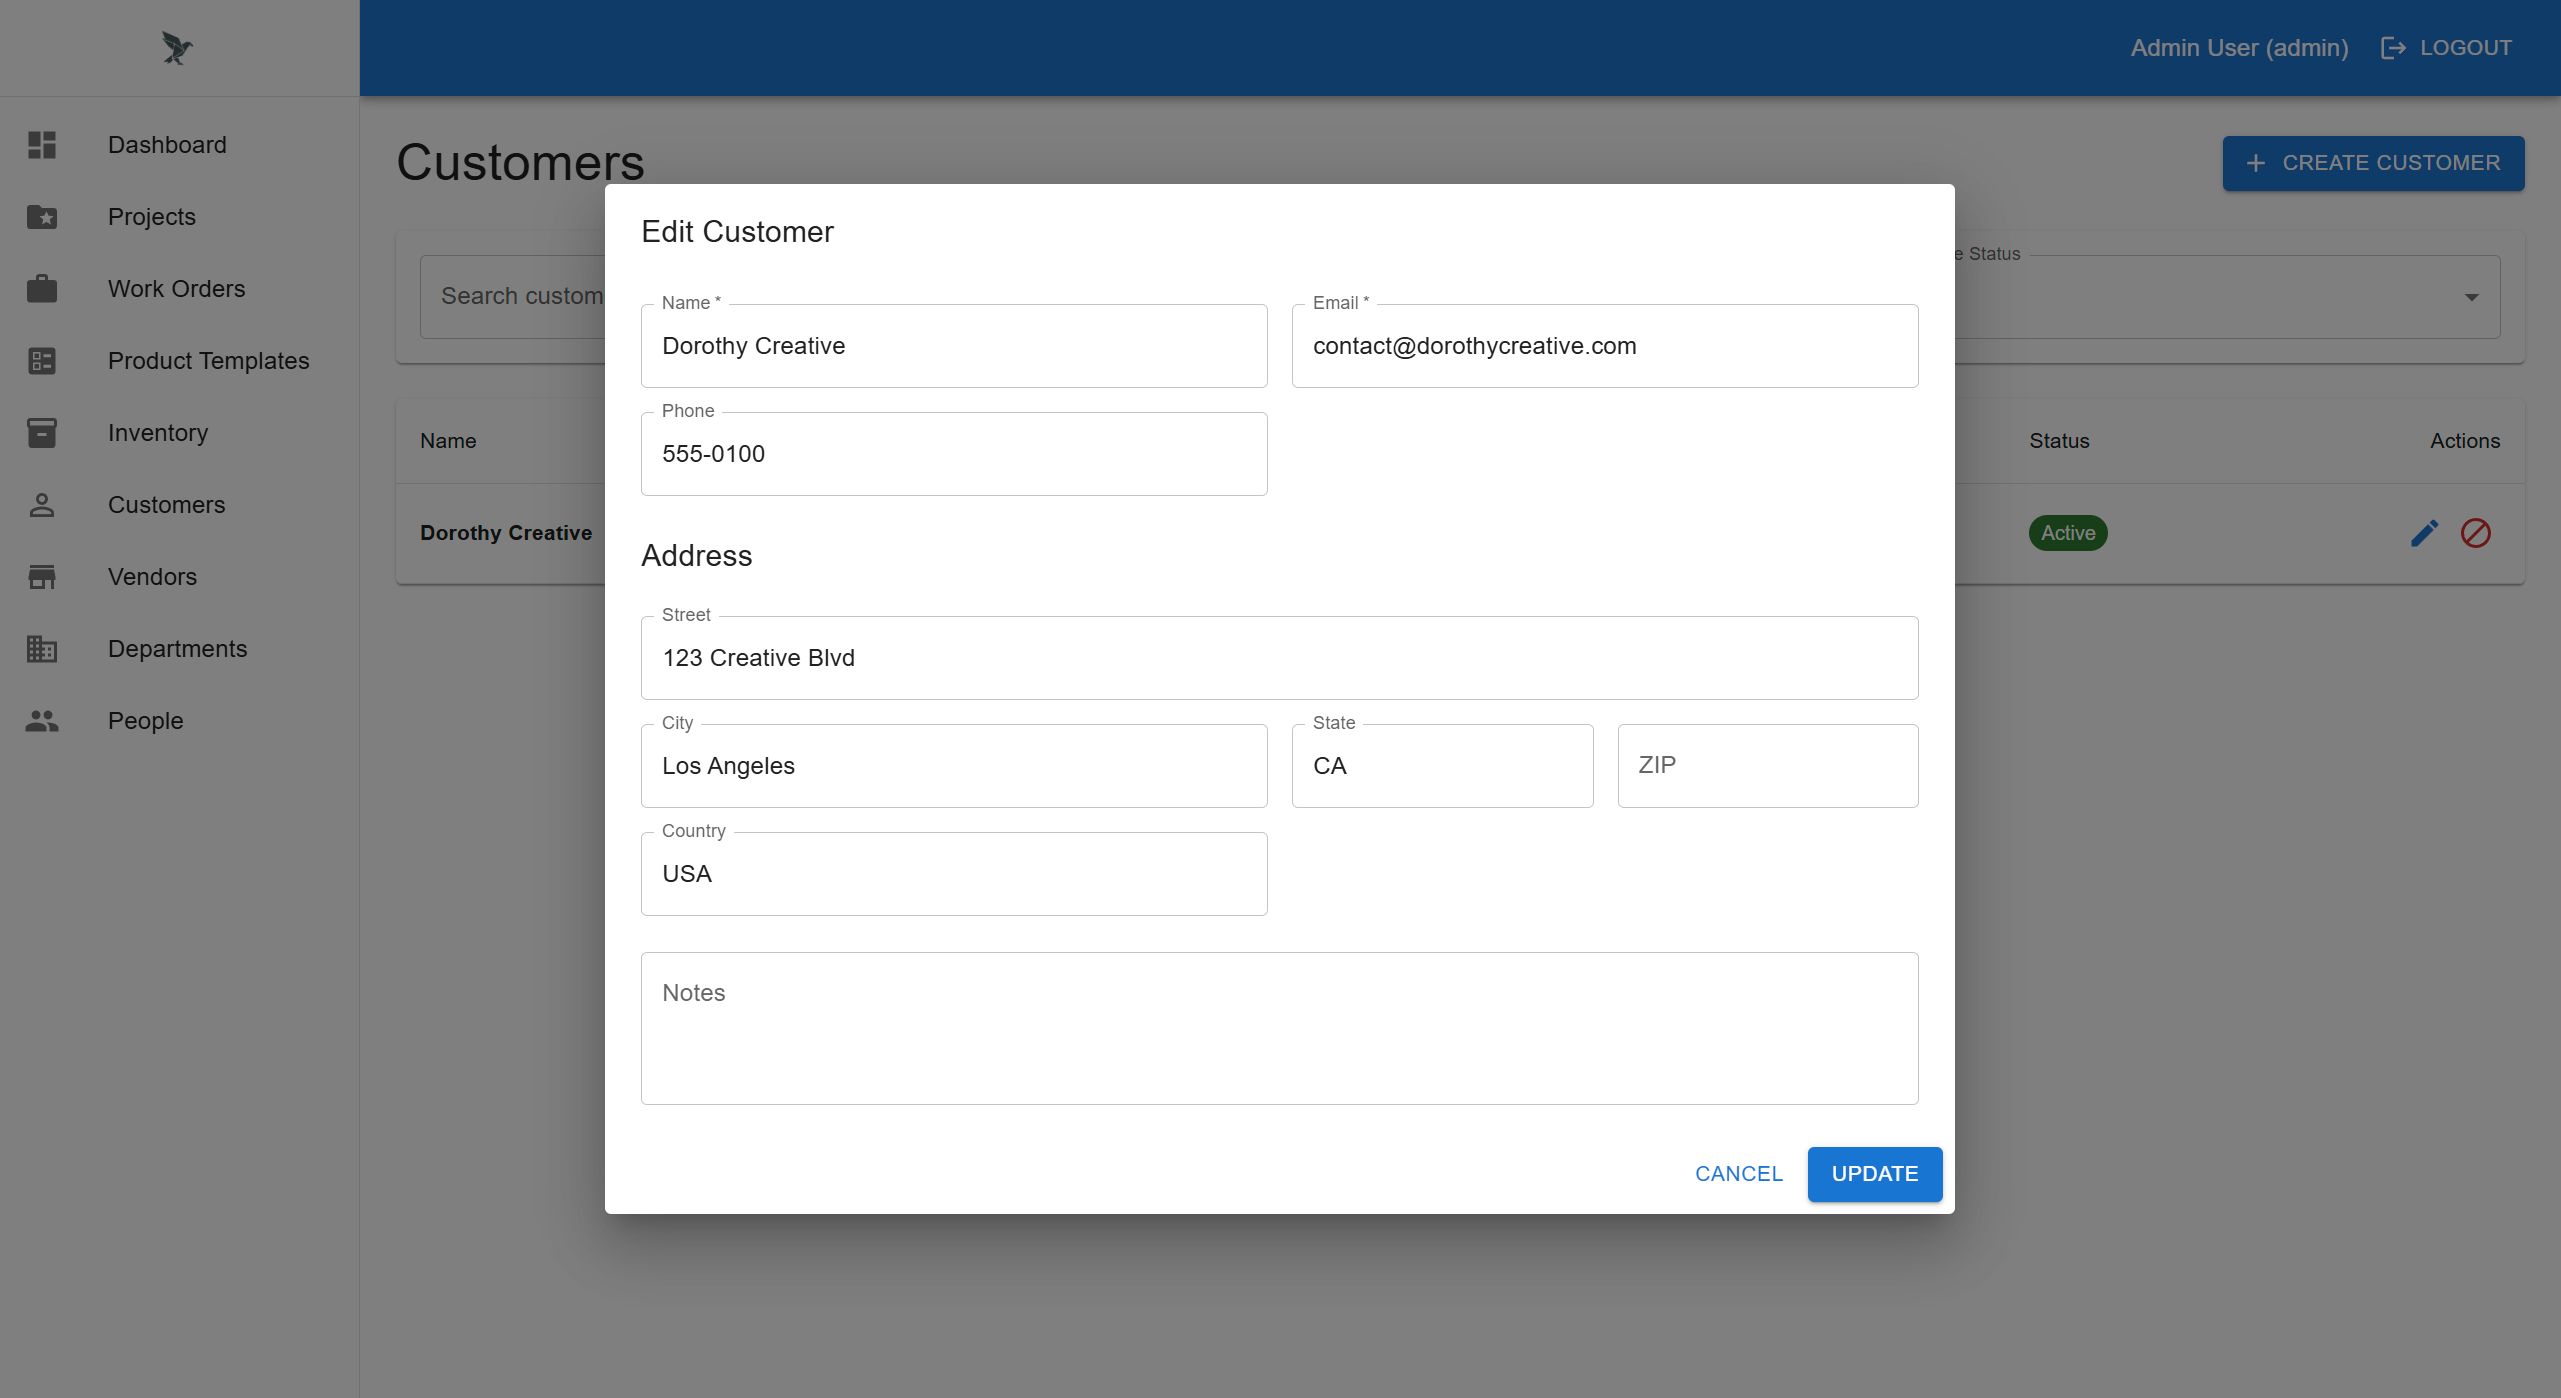 Admin User (admin)
LOGOUT
Dashboard
Projects
Work Orders
Product Templates
Inventory
Customers
Vendors
Departments
People
Customers
CREATE CUSTOMER
Search custom
e Status
Name
Status
Actions
Dorothy Creative
Active
Edit Customer
Name *
Dorothy Creative
Email *
contact@dorothycreative.com
Phone
555-0100
Address
Street
123 Creative Blvd
City
Los Angeles
State
CA
ZIP
Country
USA
Notes
CANCEL
UPDATE